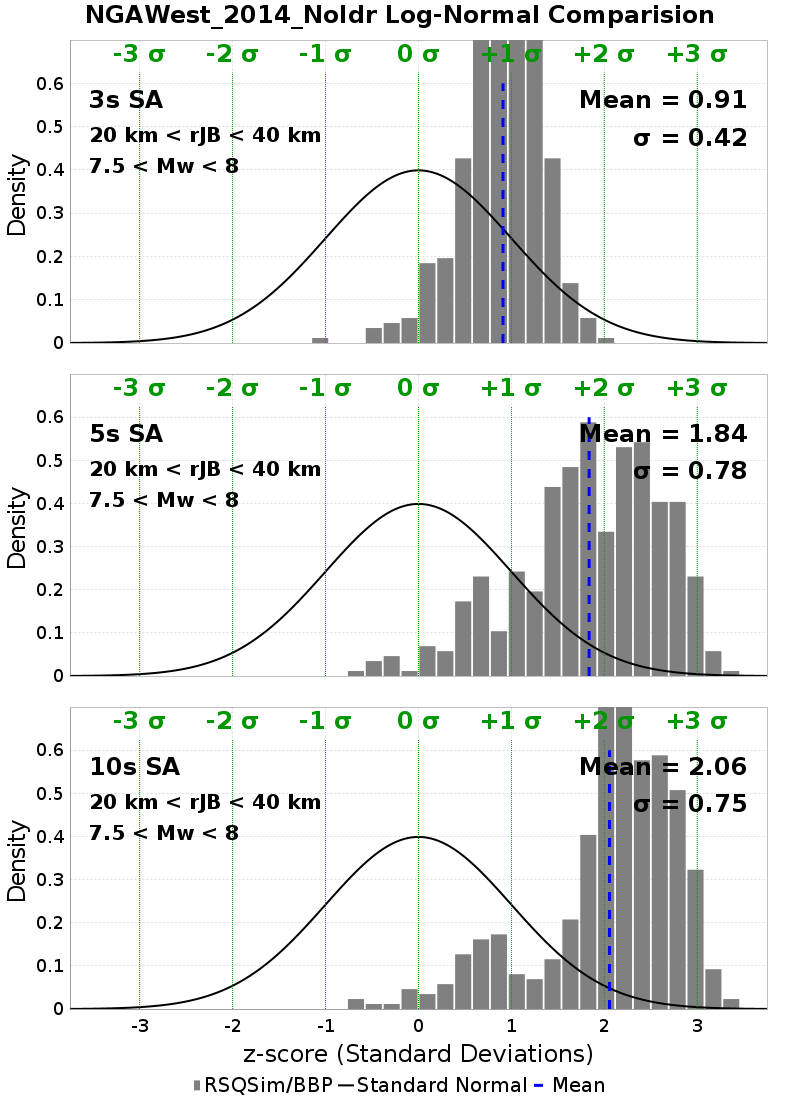 NGAWest_2014_NoIdr Log-Normal Comparision
-3 σ -2 σ -1 σ 0 σ +1 σ +2 σ +3 σ
3s SA
Mean = 0.91
20 km < rJB < 40 km
σ = 0.42
7.5 < Mw < 8
Density
0.6
0.5
0.4
0.3
0.2
0.1
0
-3 σ -2 σ -1 σ 0 σ +1 σ +2 σ +3 σ
5s SA
Mean = 1.84
20 km < rJB < 40 km
σ = 0.78
7.5 < Mw < 8
Density
0.6
0.5
0.4
0.3
0.2
0.1
0
-3 σ -2 σ -1 σ 0 σ +1 σ +2 σ +3 σ
10s SA
Mean = 2.06
20 km < rJB < 40 km
σ = 0.75
7.5 < Mw < 8
Density
0.6
0.5
0.4
0.3
0.2
0.1
0
-3 -2 -1 0 1 2 3
z-score (Standard Deviations)
RSQSim/BBP Standard Normal Mean